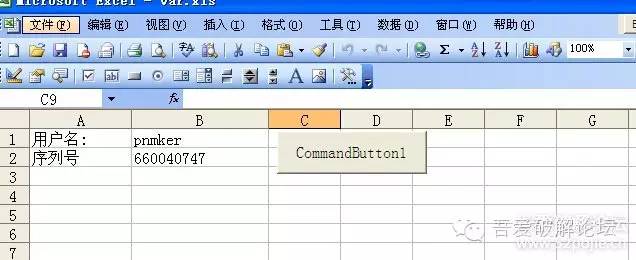 Microsoft Excel - var.xls
文件(F) 编辑(E) 视图(V) 插入(I) 格式(O) 工具(T) 数据(D) 窗口(W) 帮助(H)
Σ 100%
C9 fx
A B C D E F G
1 用户名: pnmker
2 序列号 660040747
CommandButton1
3
4
5
6
7
吾爱破解论坛
www.52pojie.cn